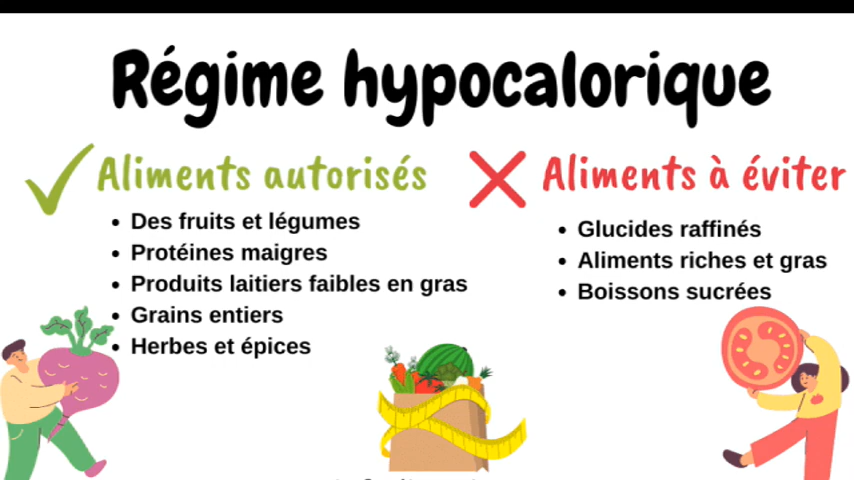 Régime hypocalorique
Aliments autorisés
Des fruits et légumes
Protéines maigres
Produits laitiers faibles en gras
Grains entiers
Herbes et épices
Aliments à éviter
Glucides raffinés
Aliments riches et gras
Boissons sucrées